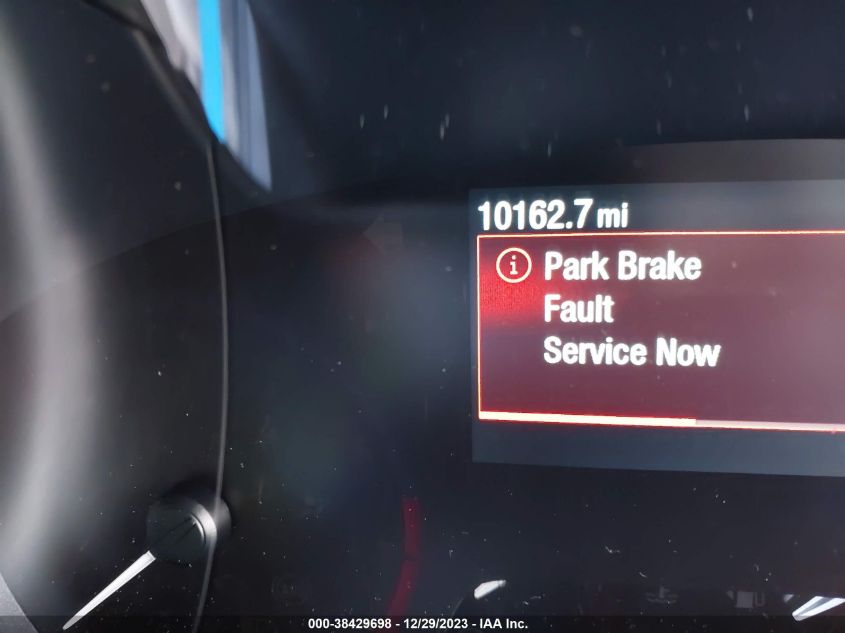 10162.7 mi
Park Brake
Fault
Service Now
000-38429698 - 12/29/2023 - IAA Inc.